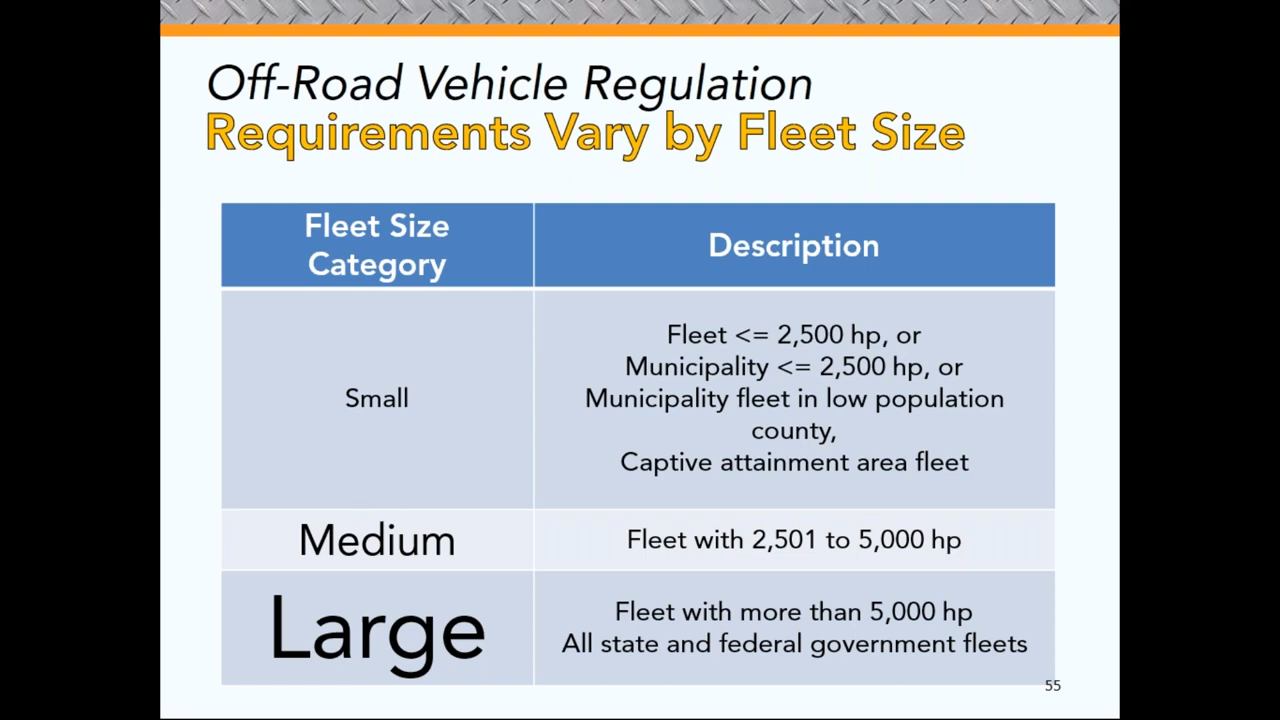 Off-Road Vehicle Regulation
Requirements Vary by Fleet Size
Fleet Size
Category
Description
Small
Fleet <= 2,500 hp, or
Municipality <= 2,500 hp, or
Municipality fleet in low population
county,
Captive attainment area fleet
Medium
Fleet with 2,501 to 5,000 hp
Large
Fleet with more than 5,000 hp
All state and federal government fleets
55